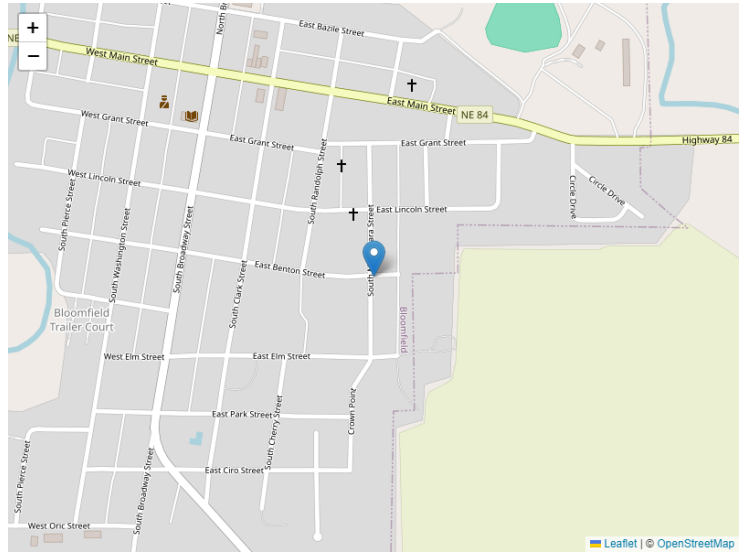 +
−
North Br
East Bazile Street
NE
West Main Street
East Main Street
NE 84
Highway 84
West Grant Street
East Grant Street
East Grant Street
West Lincoln Street
East Lincoln Street
South Pierce Street
South Washington Street
South Broadway Street
South Clark Street
South Randolph Street
South
ara Street
Circle Drive
Circle Drive
East Benton Street
Bloomfield
Trailer Court
Bloomfield
West Elm Street
East Elm Street
East Park Street
Crown Point
South Cherry Street
East Ciro Street
South Pierce Street
South Broadway Street
West Oric Street
Leaflet | © OpenStreetMap